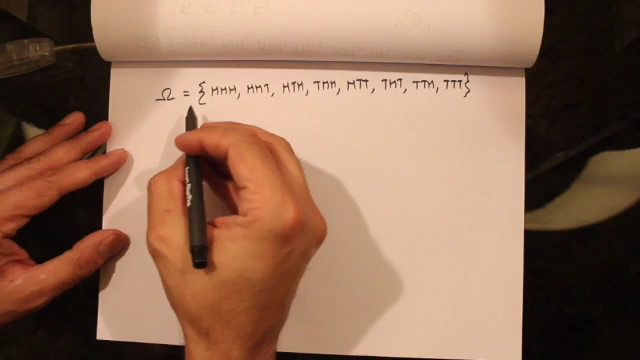 Ω = {HHH, HHT, HTH, THH, HTT, THT, TTH, TTT}